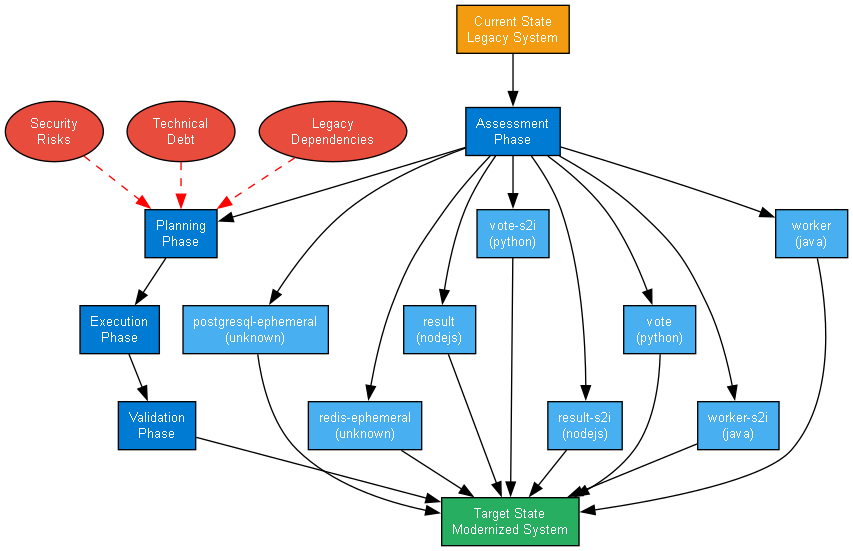 Current State
Legacy System
Security
Risks
Technical
Debt
Legacy
Dependencies
Assessment
Phase
Planning
Phase
vote-s2i
(python)
worker
(java)
Execution
Phase
postgresql-ephemeral
(unknown)
result
(nodejs)
vote
(python)
Validation
Phase
redis-ephemeral
(unknown)
result-s2i
(nodejs)
worker-s2i
(java)
Target State
Modernized System